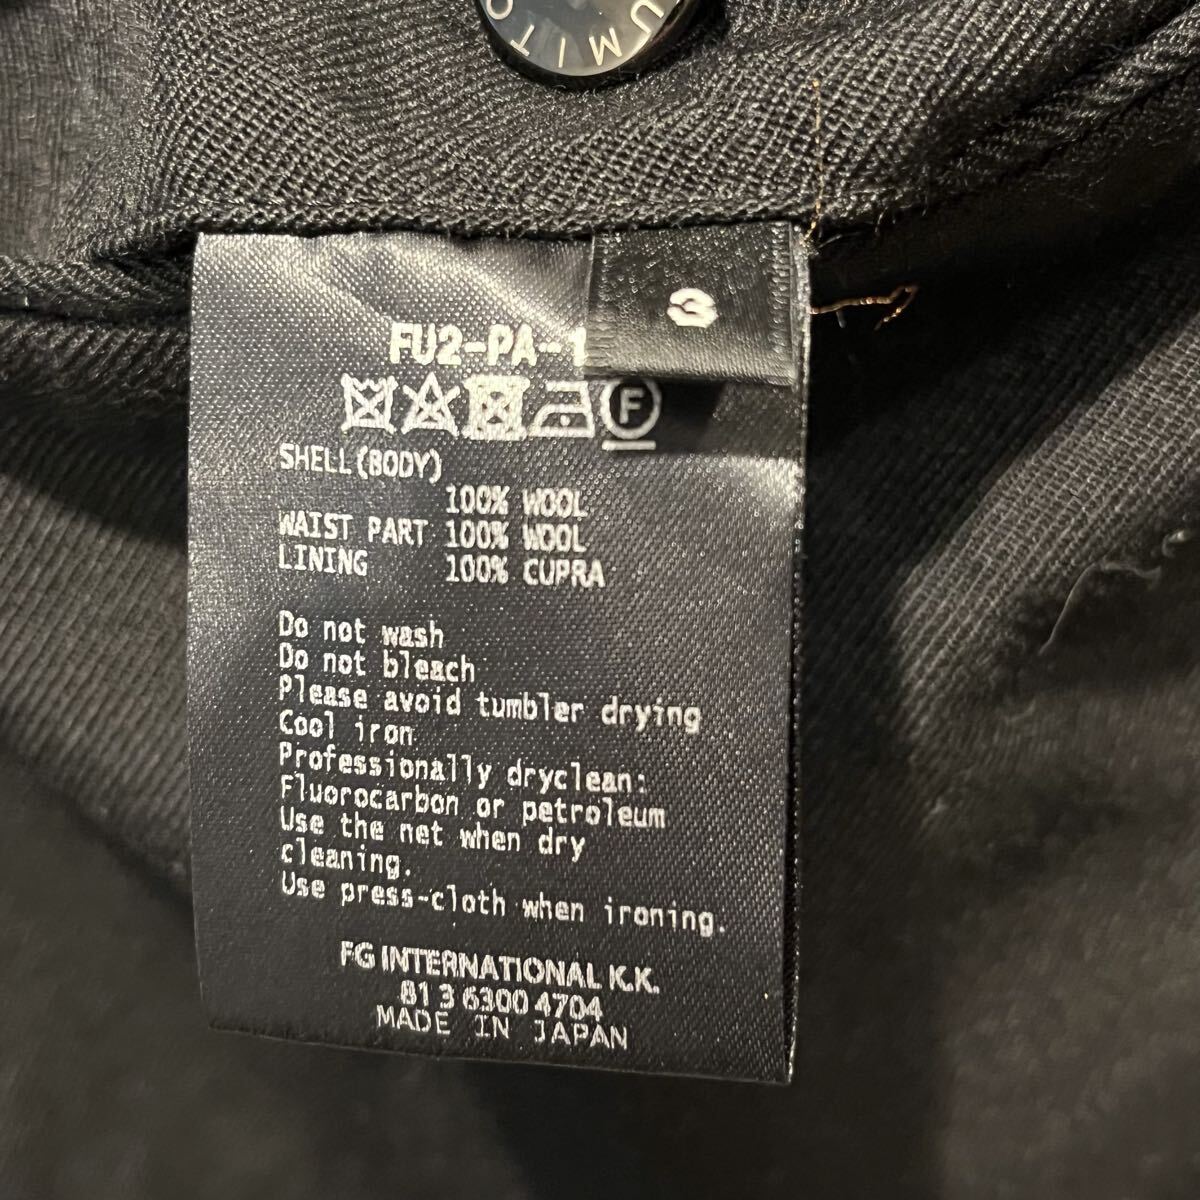 UMITO
3
FU2-PA-1
F
SHELL(BODY)
100% WOOL
WAIST PART 100% WOOL
LINING 100% CUPRA
Do not wash
Do not bleach
Please avoid tumbler drying
Cool iron
Professionally dryclean:
Fluorocarbon or petroleum
Use the net when dry
cleaning.
Use press-cloth when ironing.
FG INTERNATIONAL K.K.
81 3 6300 4704
MADE IN JAPAN